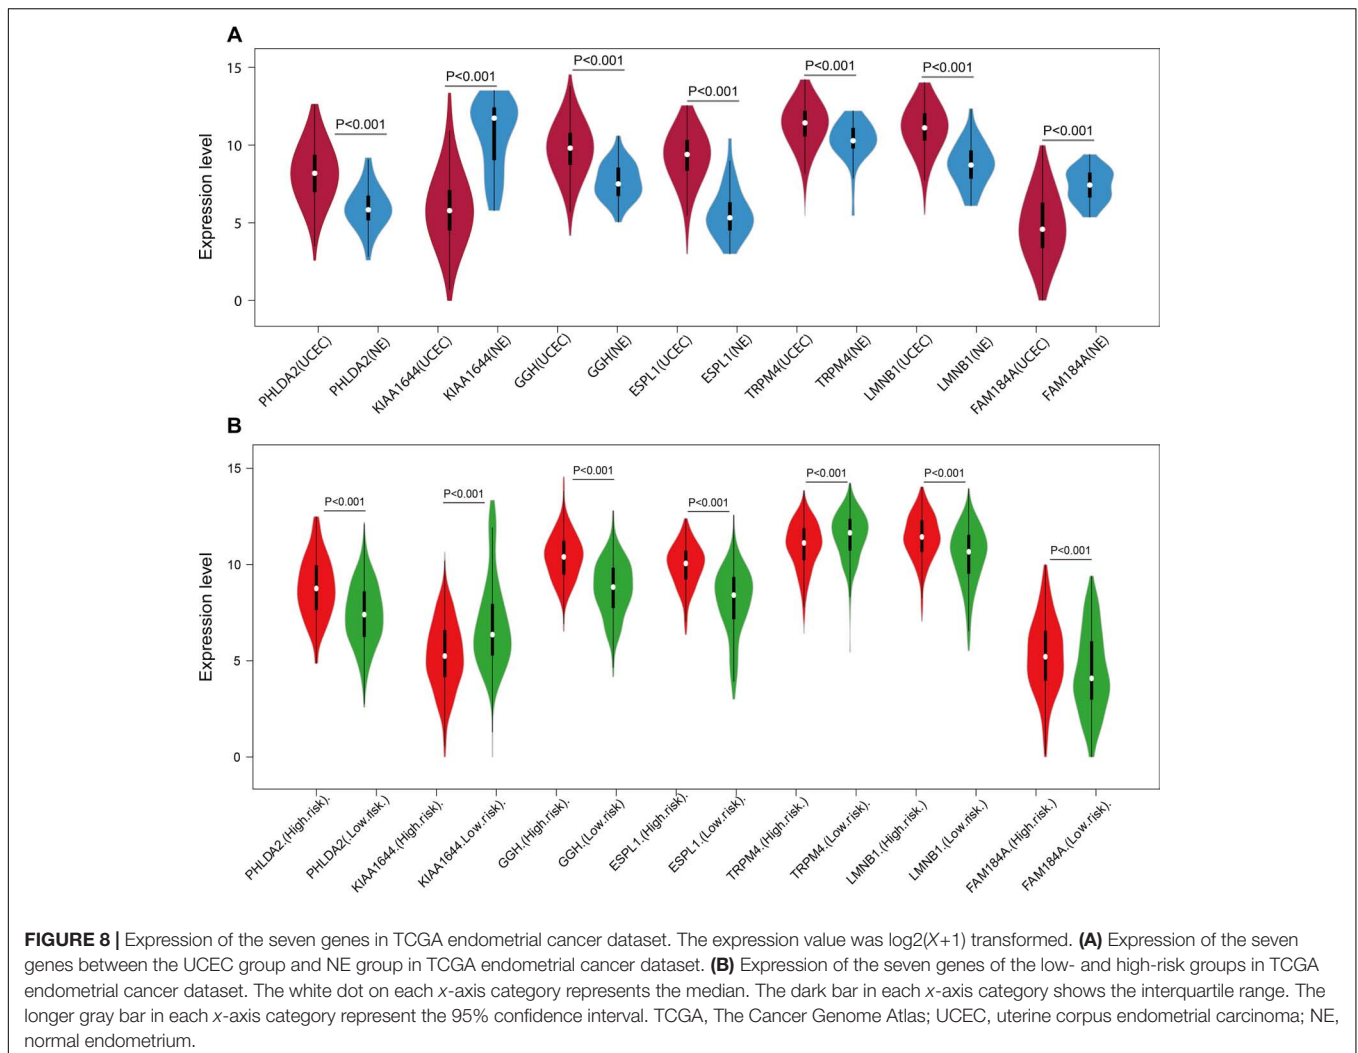 A
15
10
5
0
Expression level
P<0.001
P<0.001
P<0.001
P<0.001
P<0.001
P<0.001
P<0.001
PHLDA2(UCEC)
PHLDA2(NE)
KIAA1644(UCEC)
KIAA1644(NE)
GGH(UCEC)
GGH(NE)
ESPL1(UCEC)
ESPL1(NE)
TRPM4(UCEC)
TRPM4(NE)
LMNB1(UCEC)
LMNB1(NE)
FAM184A(UCEC)
FAM184A(NE)
B
15
10
5
0
Expression level
P<0.001
P<0.001
P<0.001
P<0.001
P<0.001
P<0.001
P<0.001
PHLDA2.(High.risk).
PHLDA2(Low.risk.)
KIAA1644.(High.risk).
KIAA1644.Low.risk).
GGH.(High.risk).
GGH.(Low.risk)
ESPL1.(High.risk).
ESPL1.(Low.risk).
TRPM4.(High.risk.)
TRPM4.(Low.risk).
LMNB1.(High.risk.)
LMNB1.(Low.risk.)
FAM184A.(High.risk.)
FAM184A.(Low.risk).
FIGURE 8 | Expression of the seven genes in TCGA endometrial cancer dataset. The expression value was log2(X+1) transformed. (A) Expression of the seven
genes between the UCEC group and NE group in TCGA endometrial cancer dataset. (B) Expression of the seven genes of the low- and high-risk groups in TCGA
endometrial cancer dataset. The white dot on each x-axis category represents the median. The dark bar in each x-axis category shows the interquartile range. The
longer gray bar in each x-axis category represent the 95% confidence interval. TCGA, The Cancer Genome Atlas; UCEC, uterine corpus endometrial carcinoma; NE,
normal endometrium.